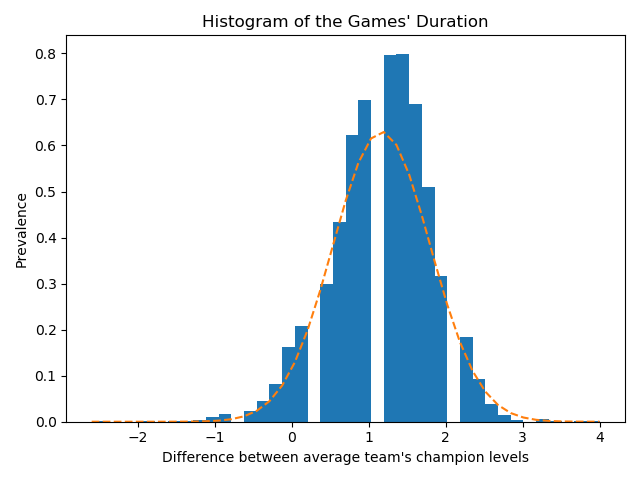 Histogram of the Games' Duration
0.8
0.7
0.6
0.5
0.4
0.3
0.2
0.1
0.0
Prevalence
−2 −1 0 1 2 3 4
Difference between average team's champion levels